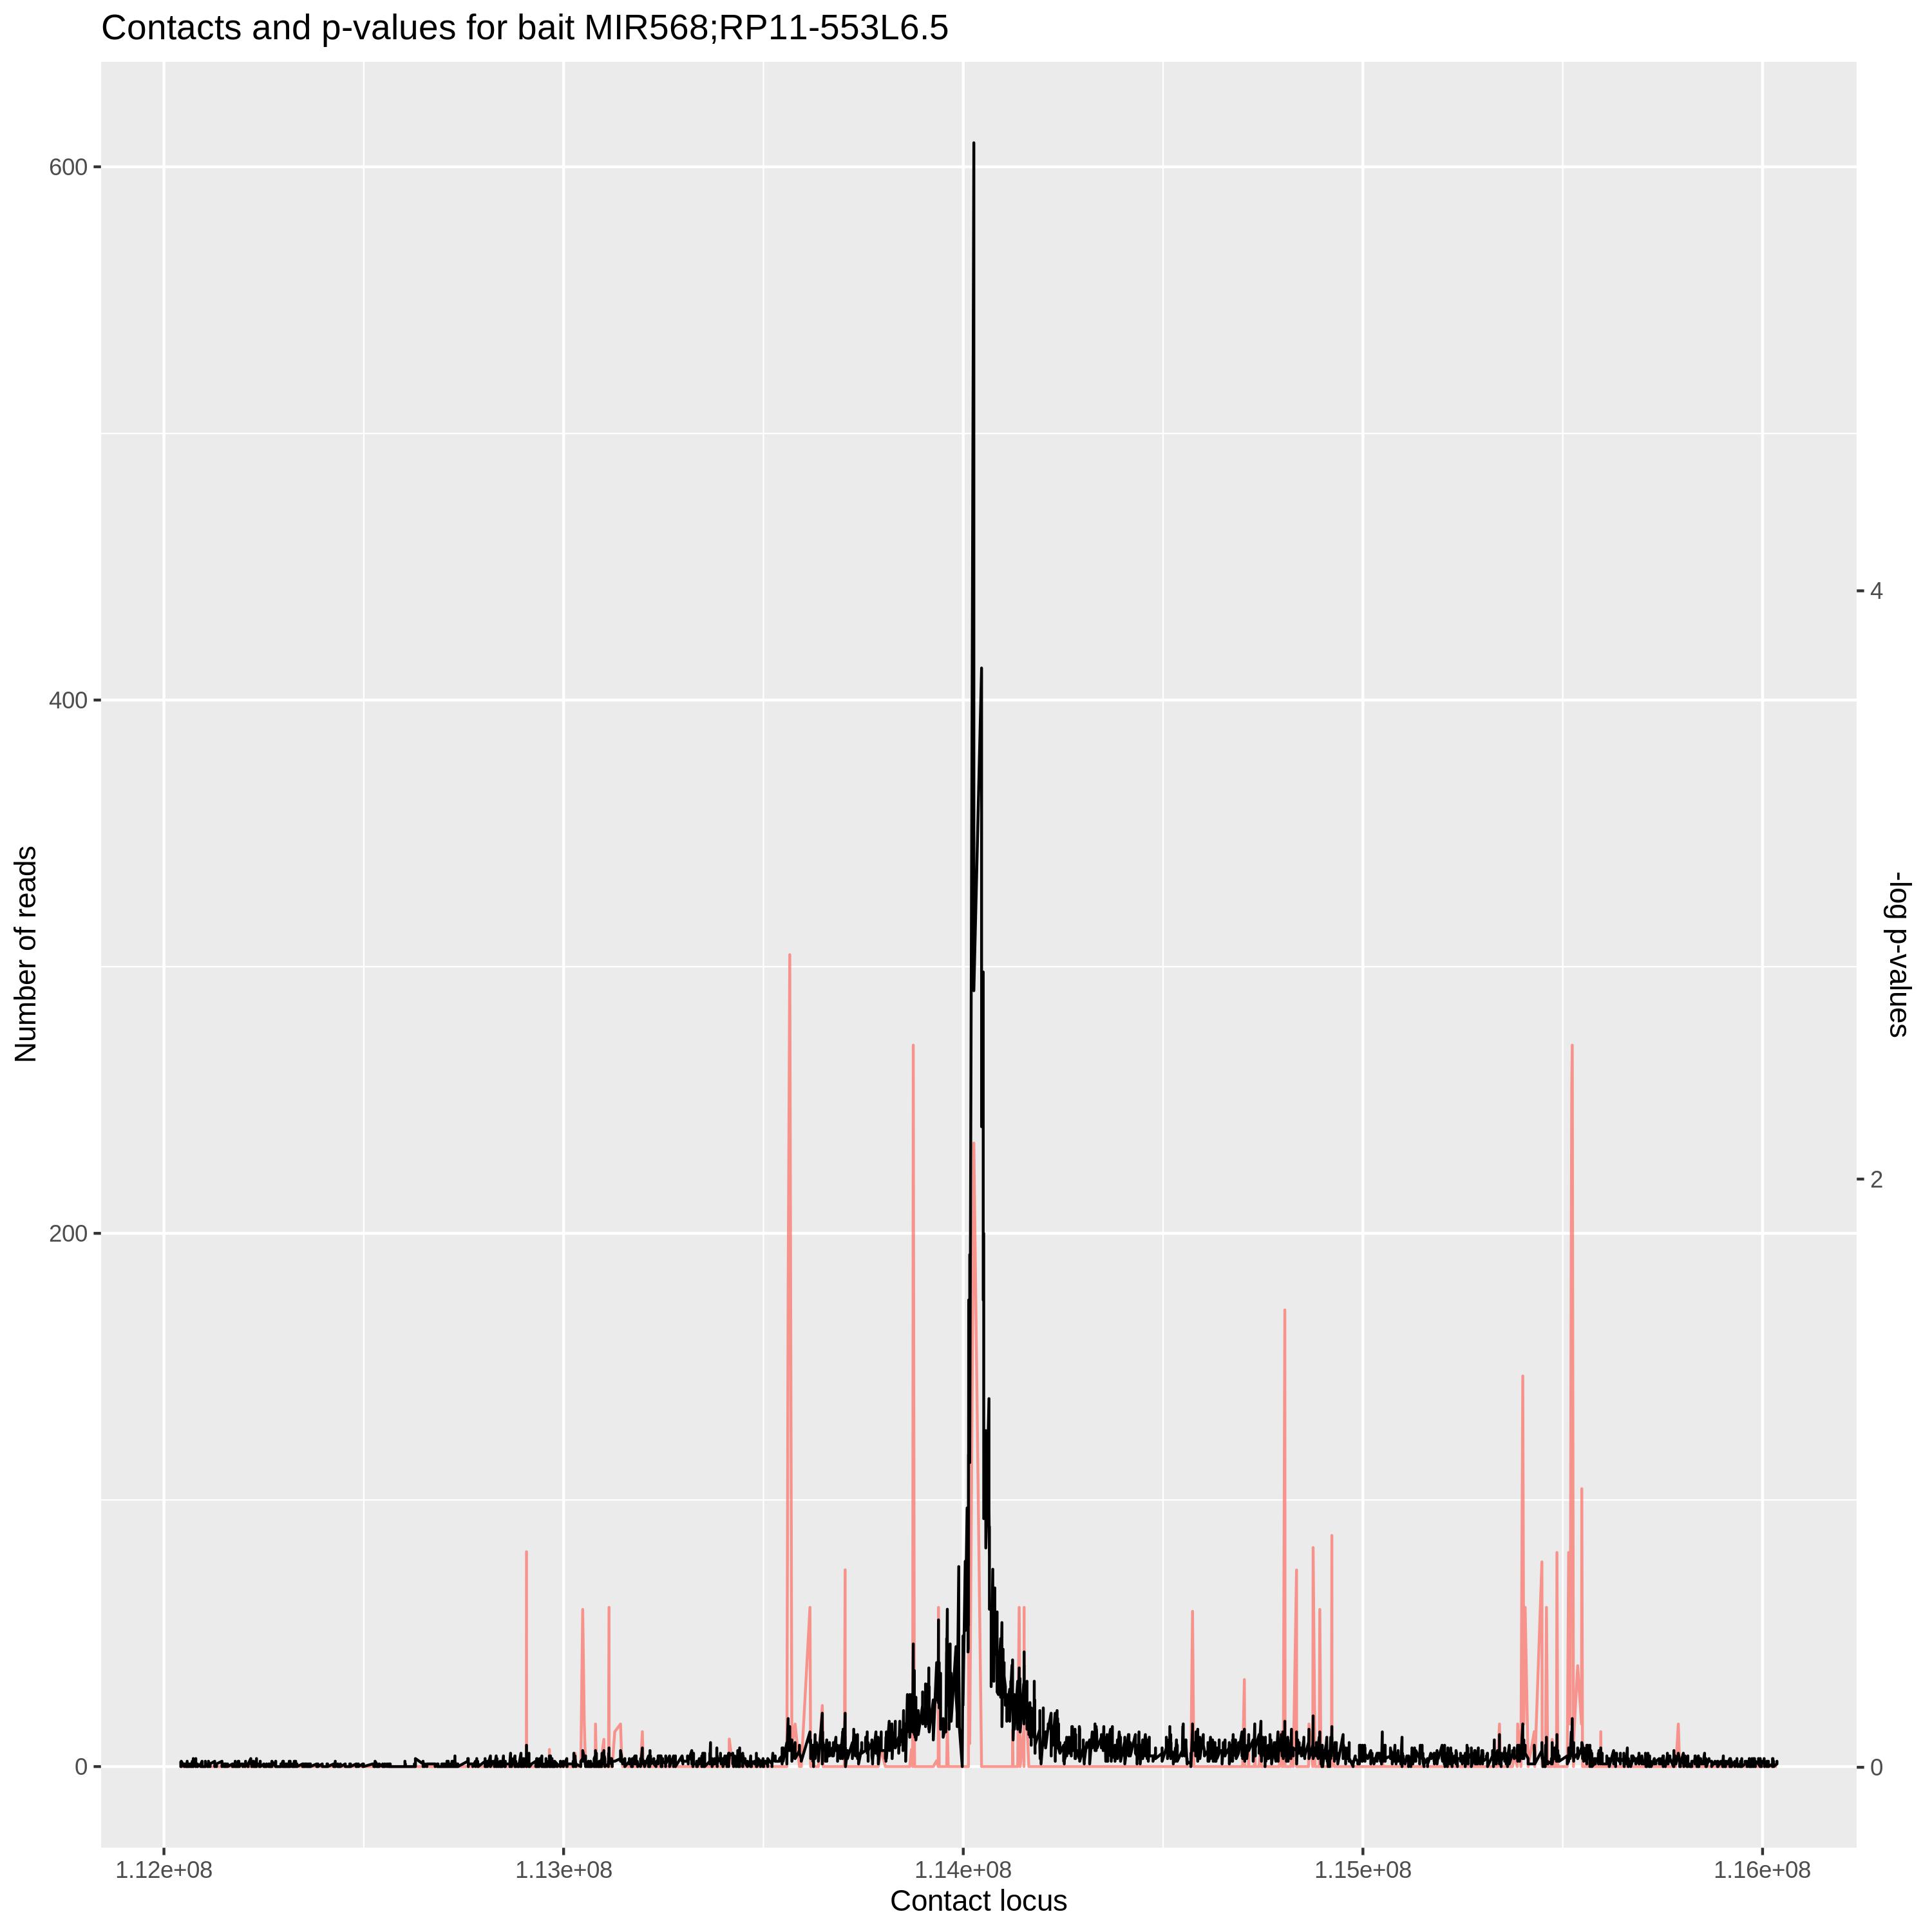 Contacts and p-values for bait MIR568;RP11-553L6.5
600
400
200
0
Number of reads
4
2
0
-log p-values
1.12e+08
1.13e+08
1.14e+08
1.15e+08
1.16e+08
Contact locus